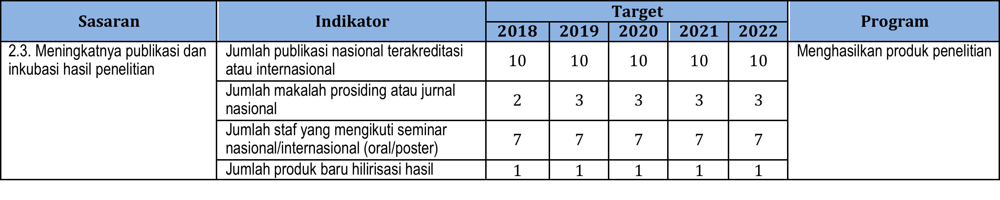 Sasaran Indikator Target Program
2018 2019 2020 2021 2022
2.3. Meningkatnya publikasi dan
inkubasi hasil penelitian
Jumlah publikasi nasional terakreditasi
atau internasional
10 10 10 10 10
Menghasilkan produk penelitian
Jumlah makalah prosiding atau jurnal
nasional
2 3 3 3 3
Jumlah staf yang mengikuti seminar
nasional/internasional (oral/poster)
7 7 7 7 7
Jumlah produk baru hilirisasi hasil
1 1 1 1 1